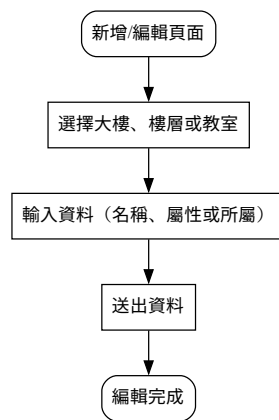 新增/編輯頁面
選擇大樓、樓層或教室
輸入資料（名稱、屬性或所屬）
送出資料
編輯完成